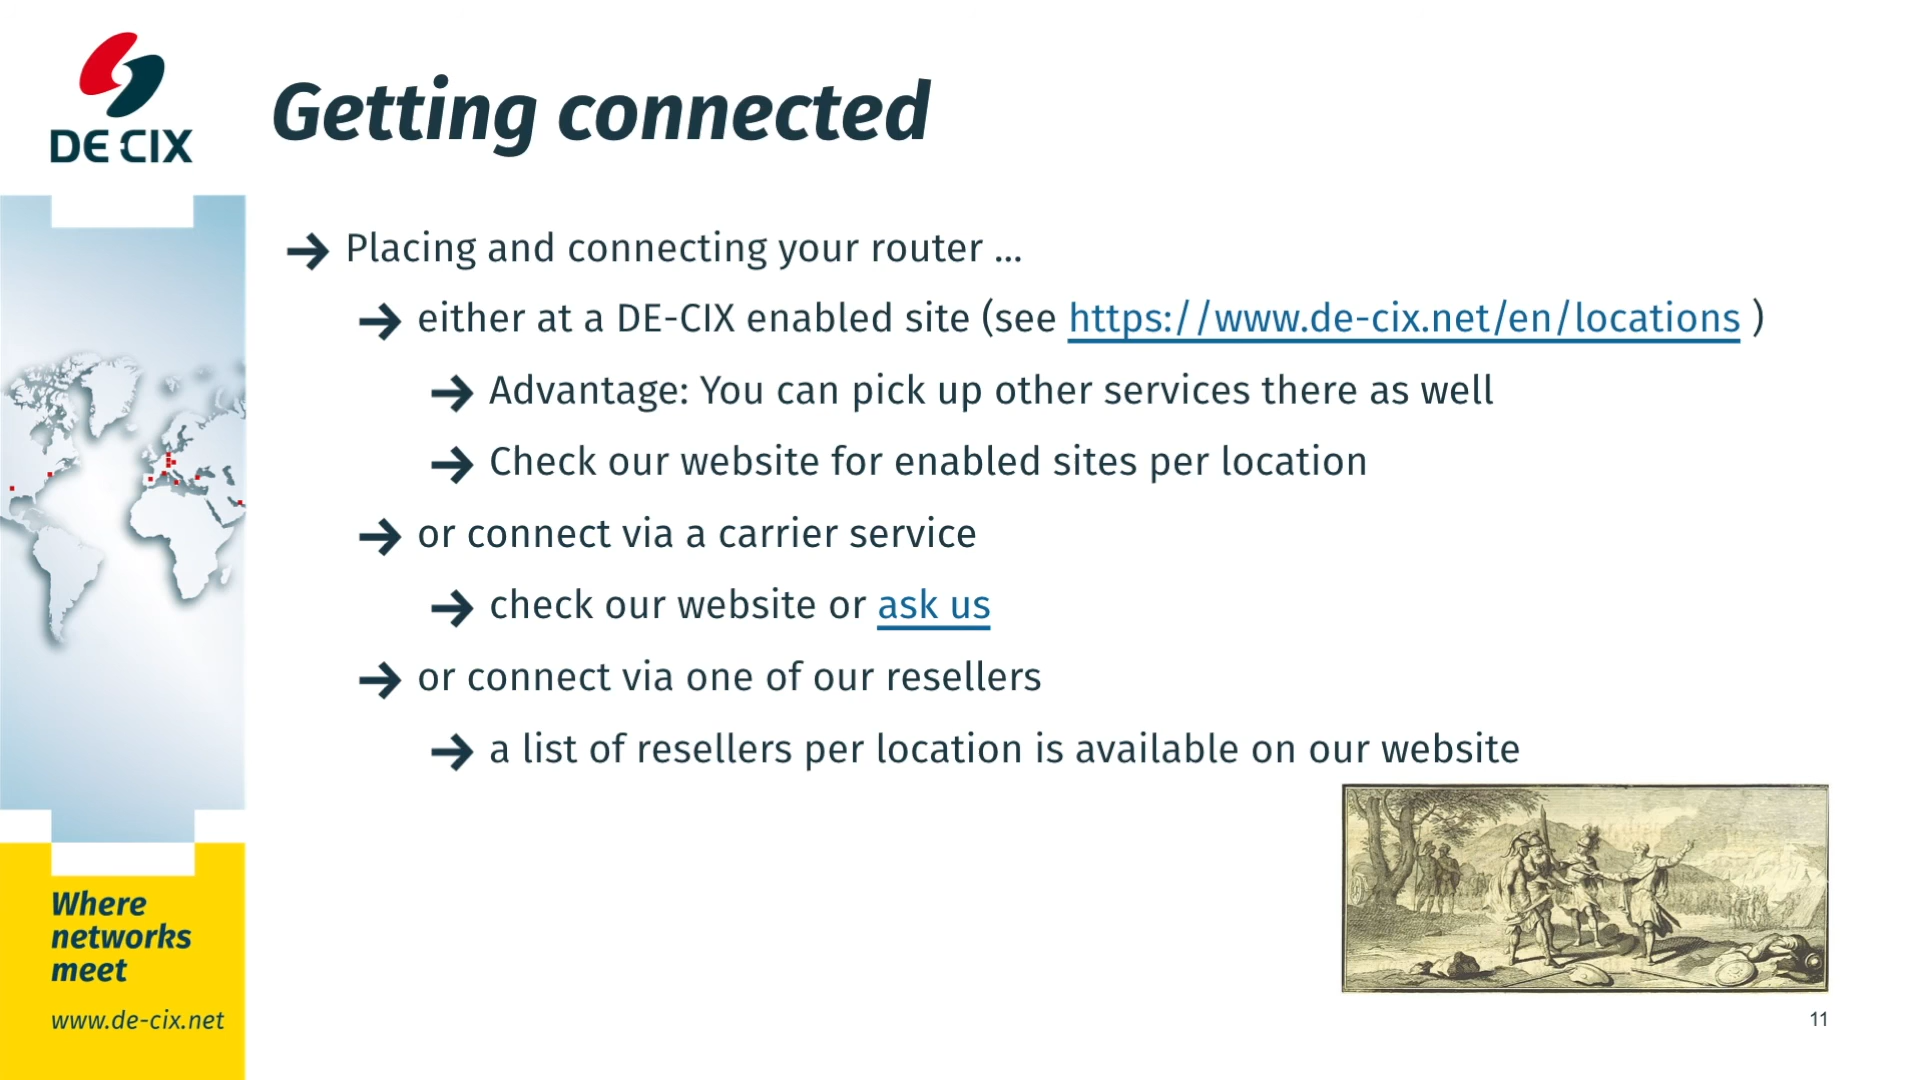 DE CIX
Getting connected
Placing and connecting your router ...
either at a DE-CIX enabled site (see https://www.de-cix.net/en/locations )
Advantage: You can pick up other services there as well
Check our website for enabled sites per location
or connect via a carrier service
check our website or ask us
or connect via one of our resellers
a list of resellers per location is available on our website
Where
networks
meet
www.de-cix.net
11